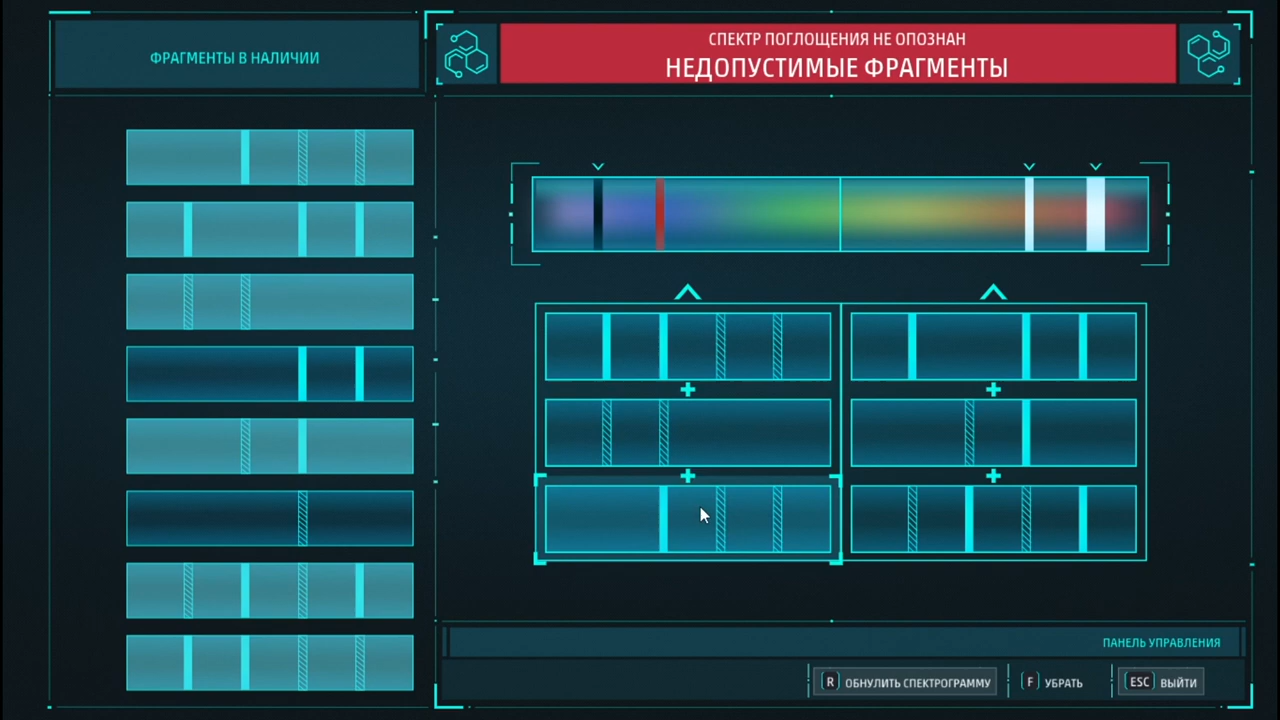 ФРАГМЕНТЫ В НАЛИЧИИ
СПЕКТР ПОГЛОЩЕНИЯ НЕ ОПОЗНАН
НЕДОПУСТИМЫЕ ФРАГМЕНТЫ
ПАНЕЛЬ УПРАВЛЕНИЯ
R ОБНУЛИТЬ СПЕКТРОГРАММУ F УБРАТЬ ESC ВЫЙТИ